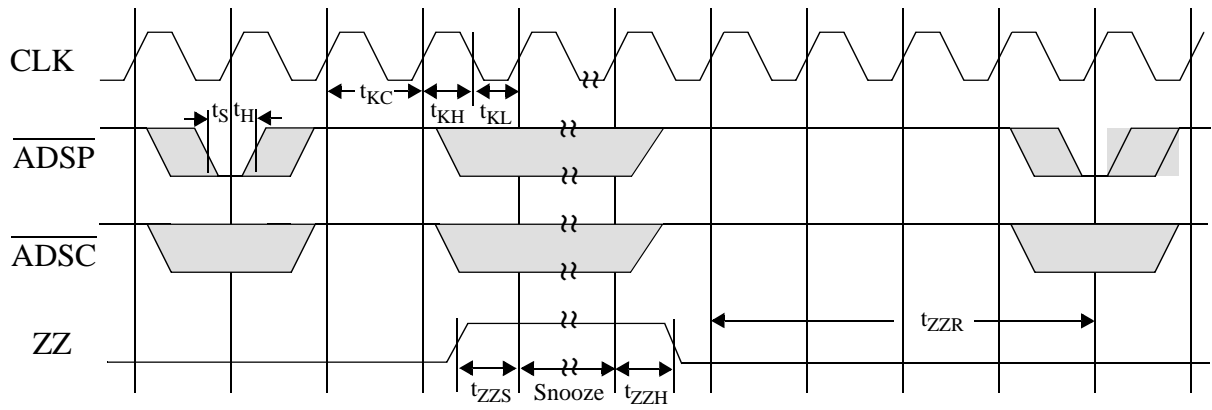 CLK
tKC
tKH
tKL
tS
tH
ADSP
ADSC
ZZ
tZZR
tZZS
Snooze
tZZH